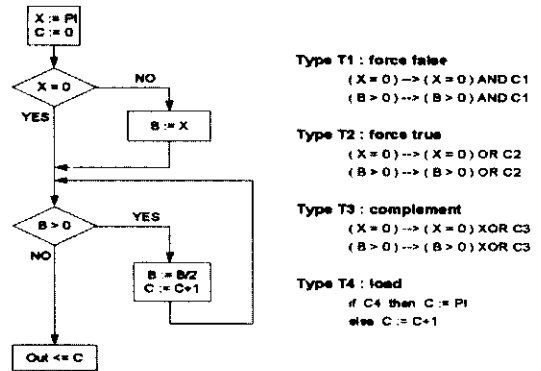 X := PI
C := 0
X = 0
NO
YES
B := X
B > 0
YES
NO
B := B/2
C := C+1
Out <= C
Type T1 : force false
( X = 0 ) --> ( X = 0 ) AND C1
( B > 0 ) --> ( B > 0 ) AND C1
Type T2 : force true
( X = 0 ) --> ( X = 0 ) OR C2
( B > 0 ) --> ( B > 0 ) OR C2
Type T3 : complement
( X = 0 ) --> ( X = 0 ) XOR C3
( B > 0 ) --> ( B > 0 ) XOR C3
Type T4 : load
if C4 then C := PI
else C := C+1